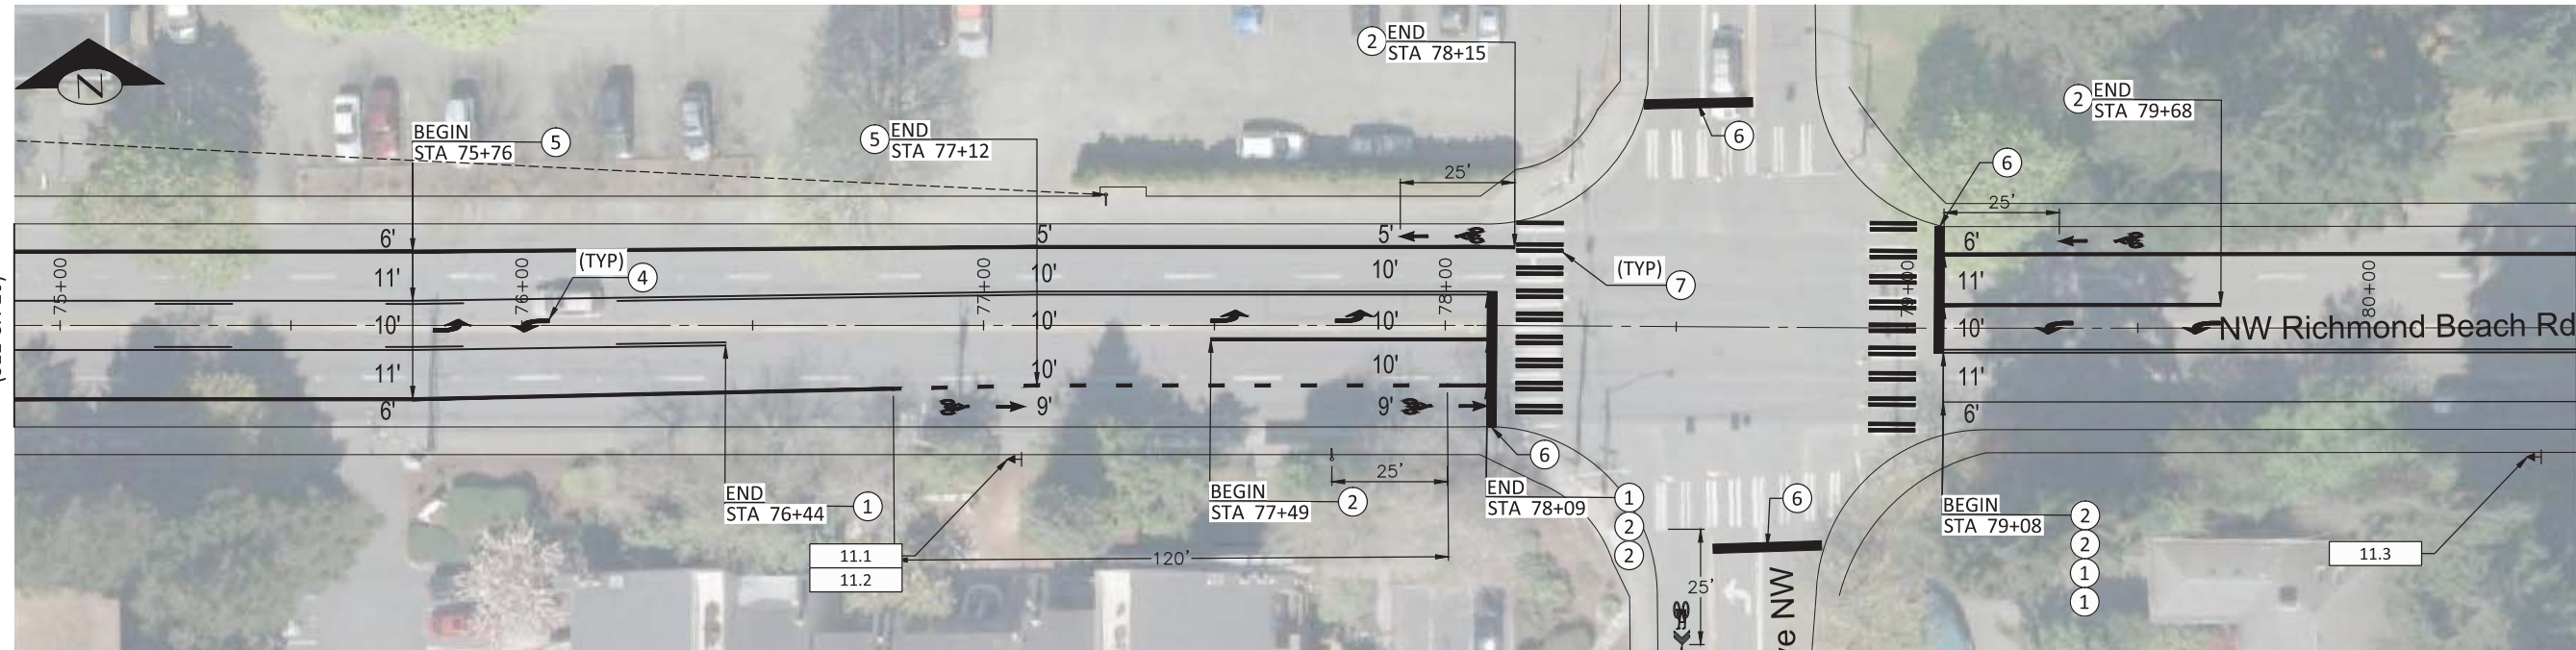 N
END
STA 78+15
2
END
STA 79+68
2
BEGIN
STA 75+76
5
END
STA 77+12
5
6
6
25'
25'
6'
5'
5'
6'
(TYP)
4
(TYP)
7
11'
10'
10'
11'
75+00
76+00
77+00
78+00
79+00
80+00
10'
10'
10'
10'
NW Richmond Beach Rd
11'
10'
10'
11'
6'
9'
9'
6'
6
25'
END
STA 76+44
1
BEGIN
STA 77+49
2
END
STA 78+09
1
2
2
6
BEGIN
STA 79+08
2
2
1
1
11.1
11.2
120'
11.3
25'
ve NW